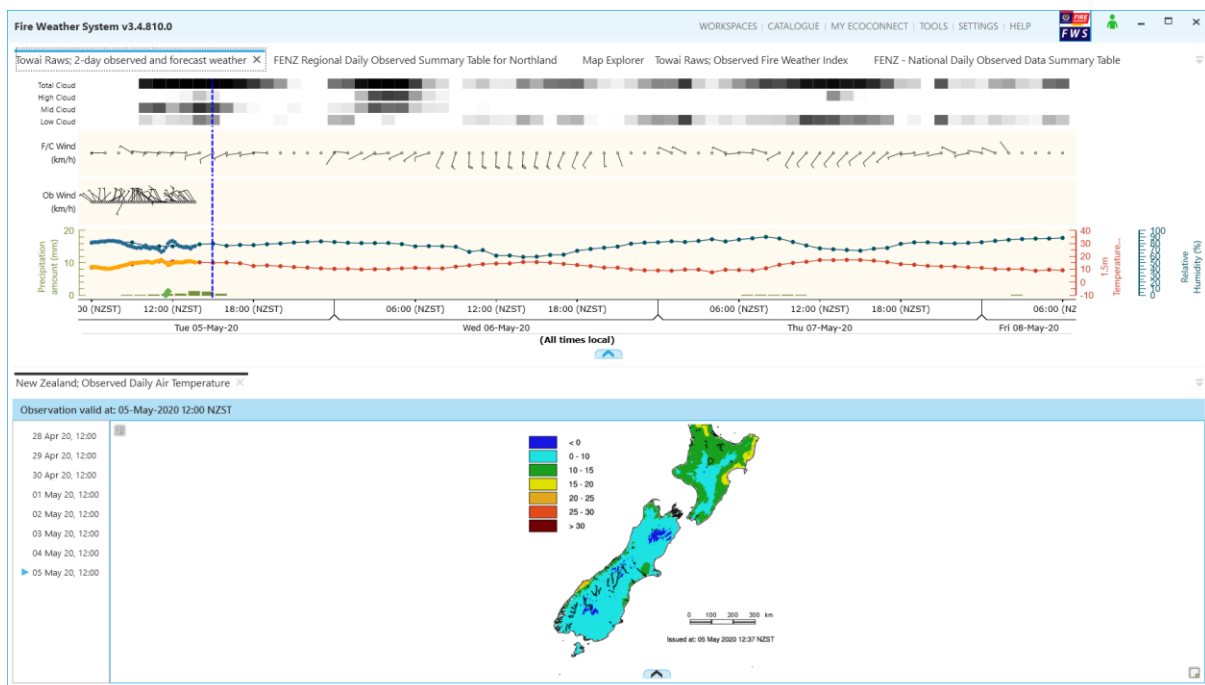 Fire Weather System v3.4.810.0
WORKSPACES | CATALOGUE | MY ECOCONNECT | TOOLS | SETTINGS | HELP
FIRE
FWS
Towai Raws; 2-day observed and forecast weather
FENZ Regional Daily Observed Summary Table for Northland
Map Explorer
Towai Raws; Observed Fire Weather Index
FENZ - National Daily Observed Data Summary Table
Total Cloud
High Cloud
Mid Cloud
Low Cloud
F/C Wind
(km/h)
Ob Wind
(km/h)
Precipitation
amount (mm)
20
10
0
40
30
20
10
0
-10
1.5m
Temperature...
100
90
80
70
60
50
40
30
20
10
0
Relative
Humidity (%)
00 (NZST) 12:00 (NZST) 18:00 (NZST) 06:00 (NZST) 12:00 (NZST) 18:00 (NZST) 06:00 (NZST) 12:00 (NZST) 18:00 (NZST) 06:00 (NZ
Tue 05-May-20 Wed 06-May-20 Thu 07-May-20 Fri 08-May-20
(All times local)
New Zealand; Observed Daily Air Temperature
Observation valid at: 05-May-2020 12:00 NZST
28 Apr 20, 12:00
29 Apr 20, 12:00
30 Apr 20, 12:00
01 May 20, 12:00
02 May 20, 12:00
03 May 20, 12:00
04 May 20, 12:00
05 May 20, 12:00
< 0
0 - 10
10 - 15
15 - 20
20 - 25
25 - 30
> 30
0 100 200 300 km
Issued at: 05 May 2020 12:37 NZST